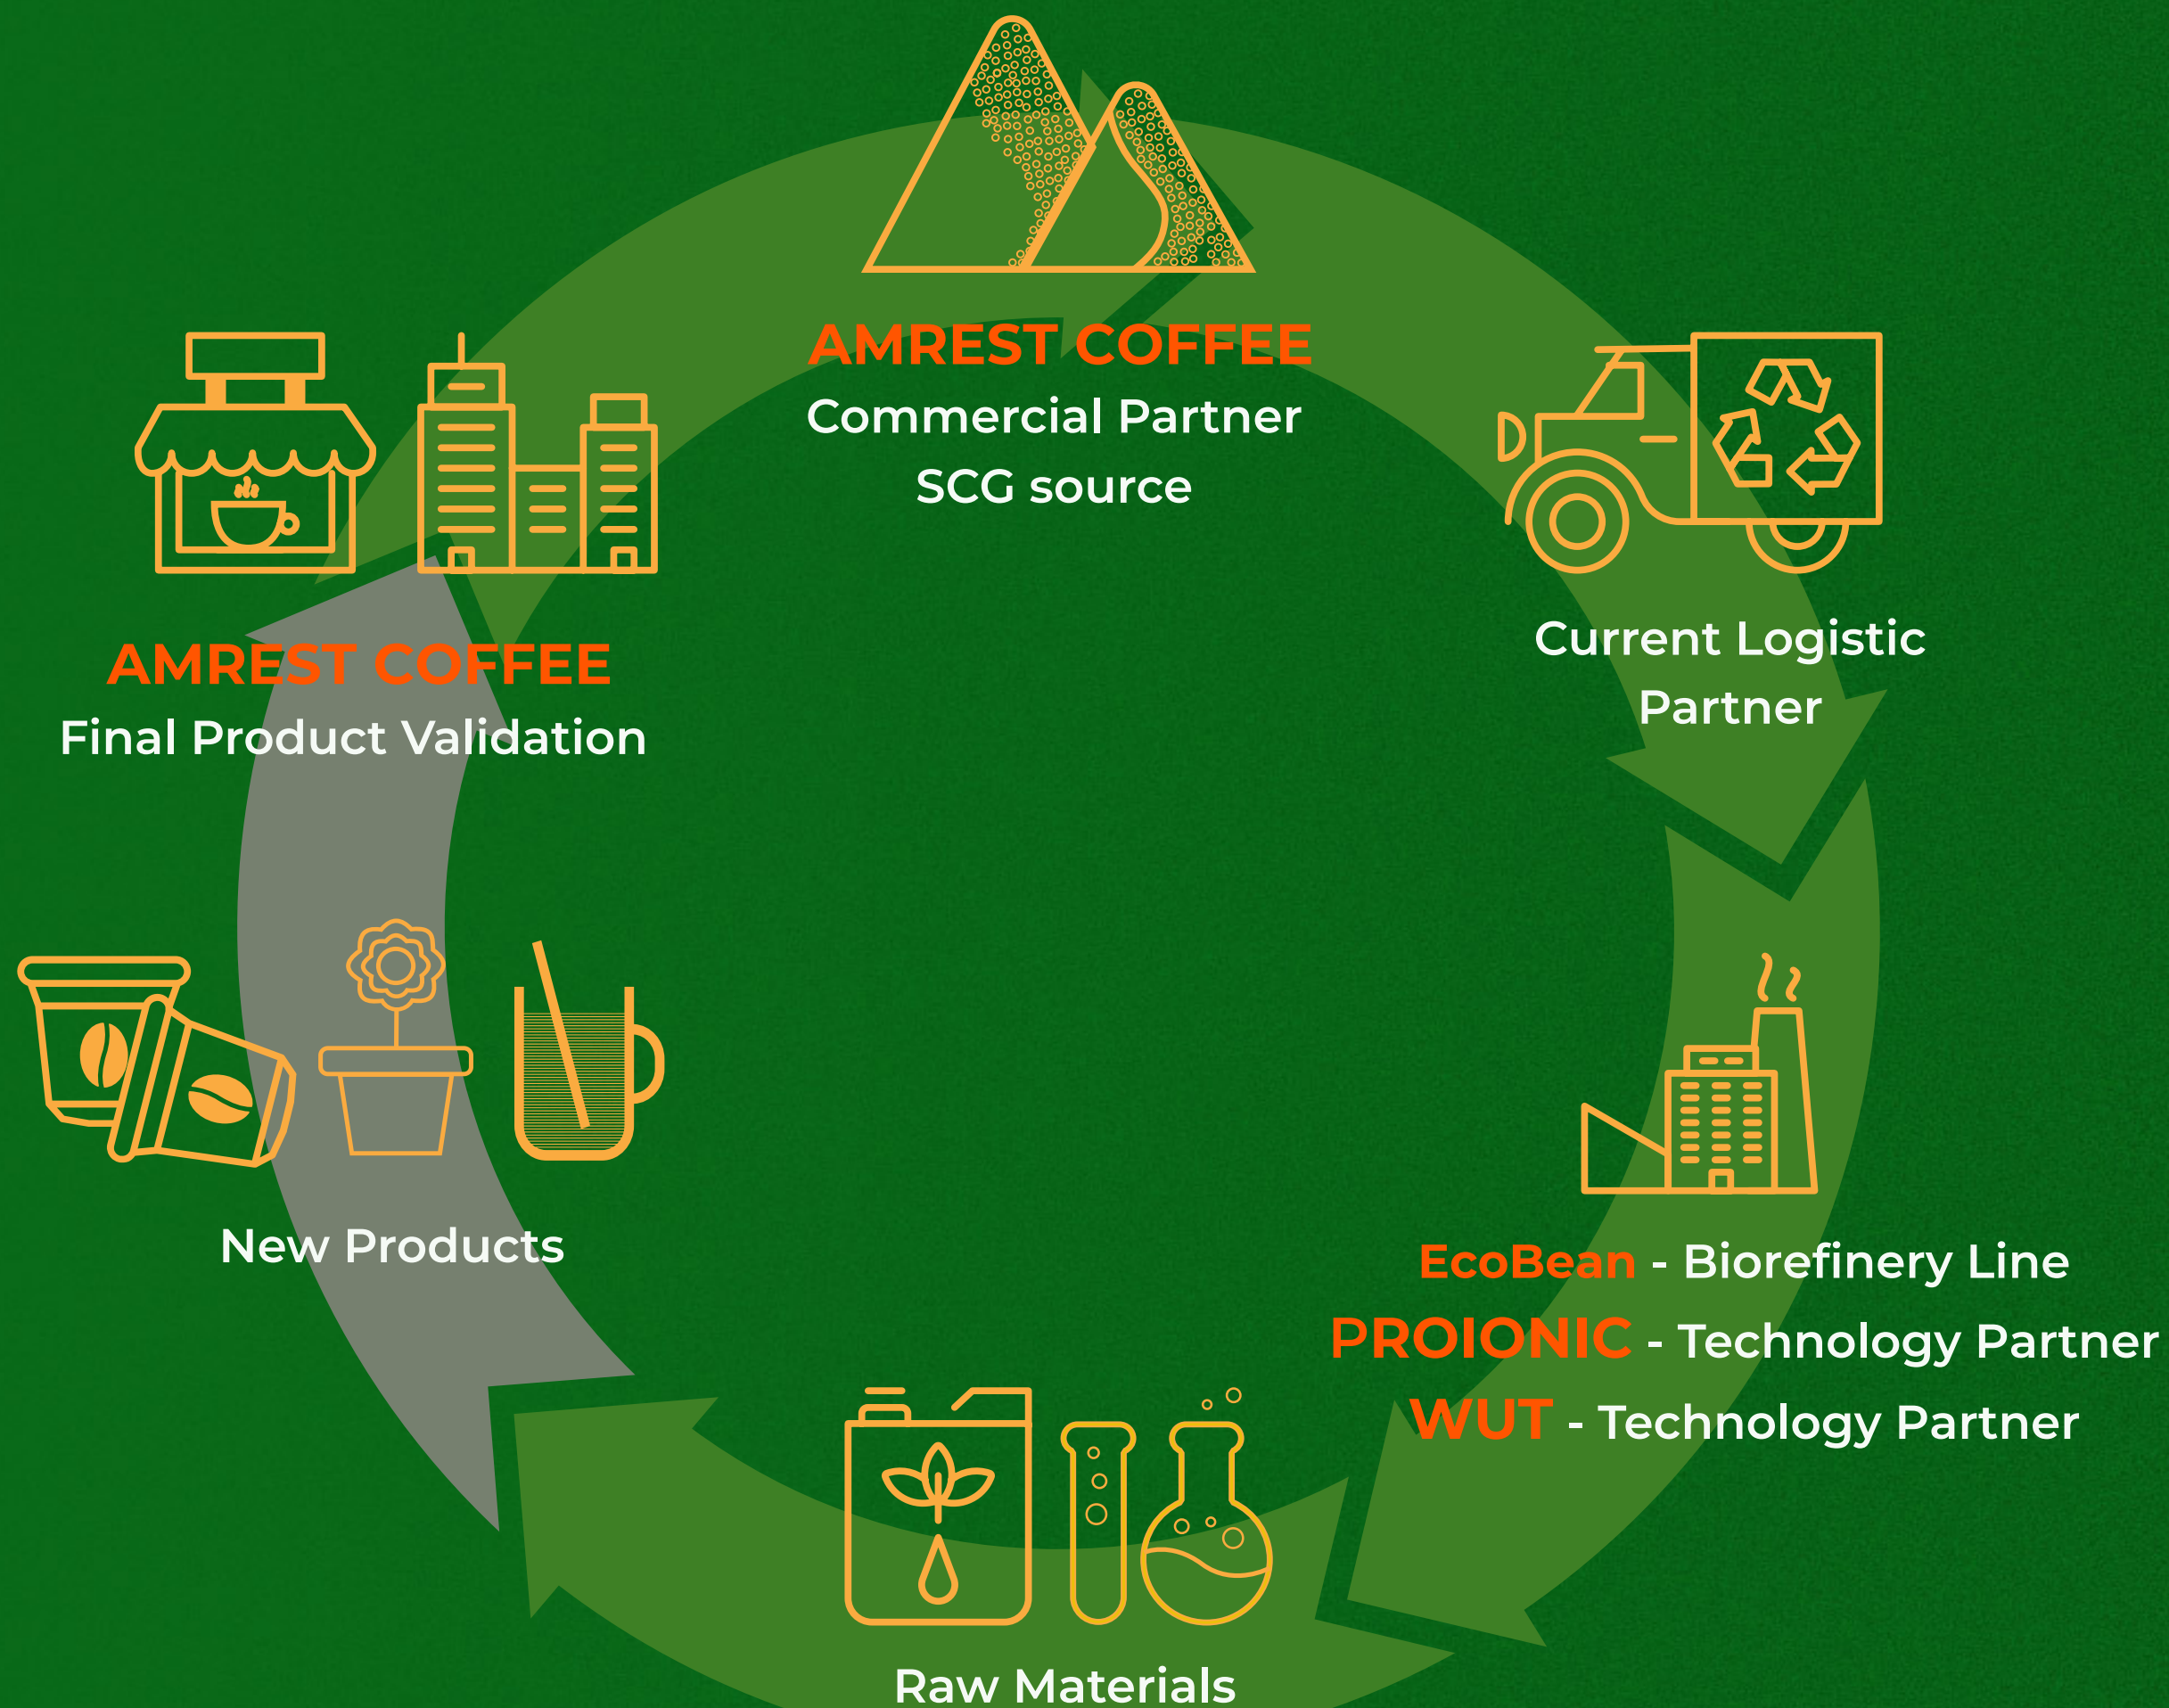 AMREST COFFEE
Commercial Partner
SCG source
Current Logistic
Partner
EcoBean - Biorefinery Line
PROIONIC - Technology Partner
WUT - Technology Partner
Raw Materials
New Products
AMREST COFFEE
Final Product Validation